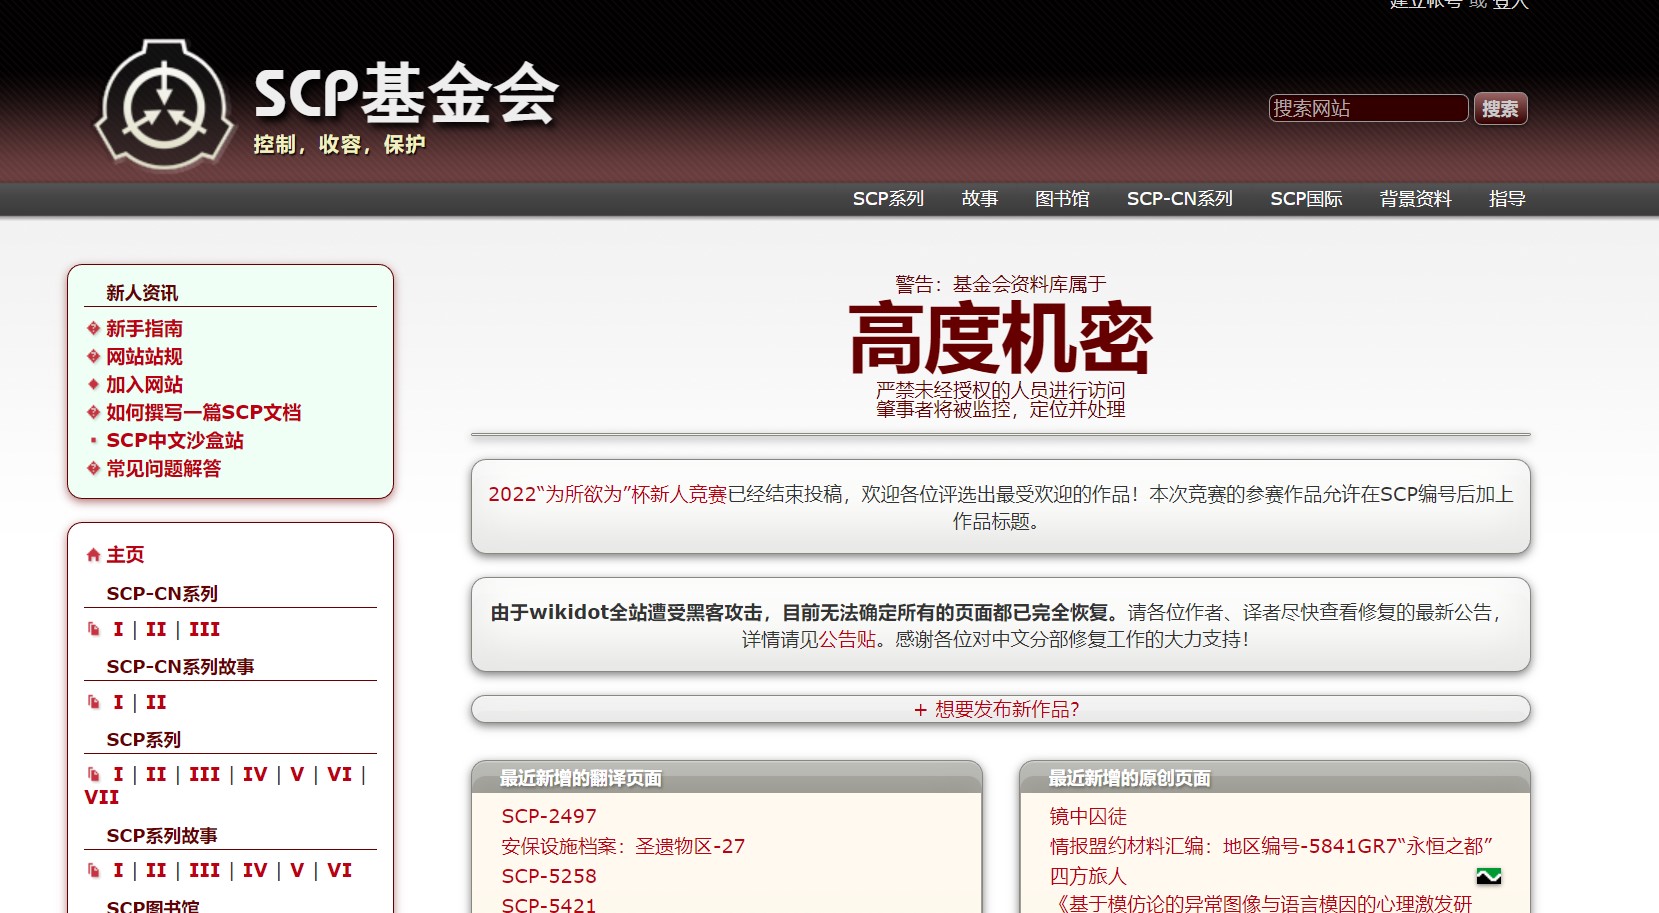 建立帐号 或 登入
SCP基金会
控制，收容，保护
搜索网站 搜索
SCP系列 故事 图书馆 SCP-CN系列 SCP国际 背景资料 指导
新人资讯
新手指南
网站站规
加入网站
如何撰写一篇SCP文档
SCP中文沙盒站
常见问题解答
主页
SCP-CN系列
I | II | III
SCP-CN系列故事
I | II
SCP系列
I | II | III | IV | V | VI |
VII
SCP系列故事
I | II | III | IV | V | VI
SCP图书馆
警告：基金会资料库属于
高度机密
严禁未经授权的人员进行访问
肇事者将被监控，定位并处理
2022“为所欲为”杯新人竞赛已经结束投稿，欢迎各位评选出最受欢迎的作品！本次竞赛的参赛作品允许在SCP编号后加上
作品标题。
由于wikidot全站遭受黑客攻击，目前无法确定所有的页面都已完全恢复。请各位作者、译者尽快查看修复的最新公告，
详情请见公告贴。感谢各位对中文分部修复工作的大力支持！
+ 想要发布新作品？
最近新增的翻译页面
SCP-2497
安保设施档案：圣遗物区-27
SCP-5258
SCP-5421
最近新增的原创页面
镜中囚徒
情报盟约材料汇编：地区编号-5841GR7“永恒之都”
四方旅人
《基于模仿论的异常图像与语言模因的心理激发研